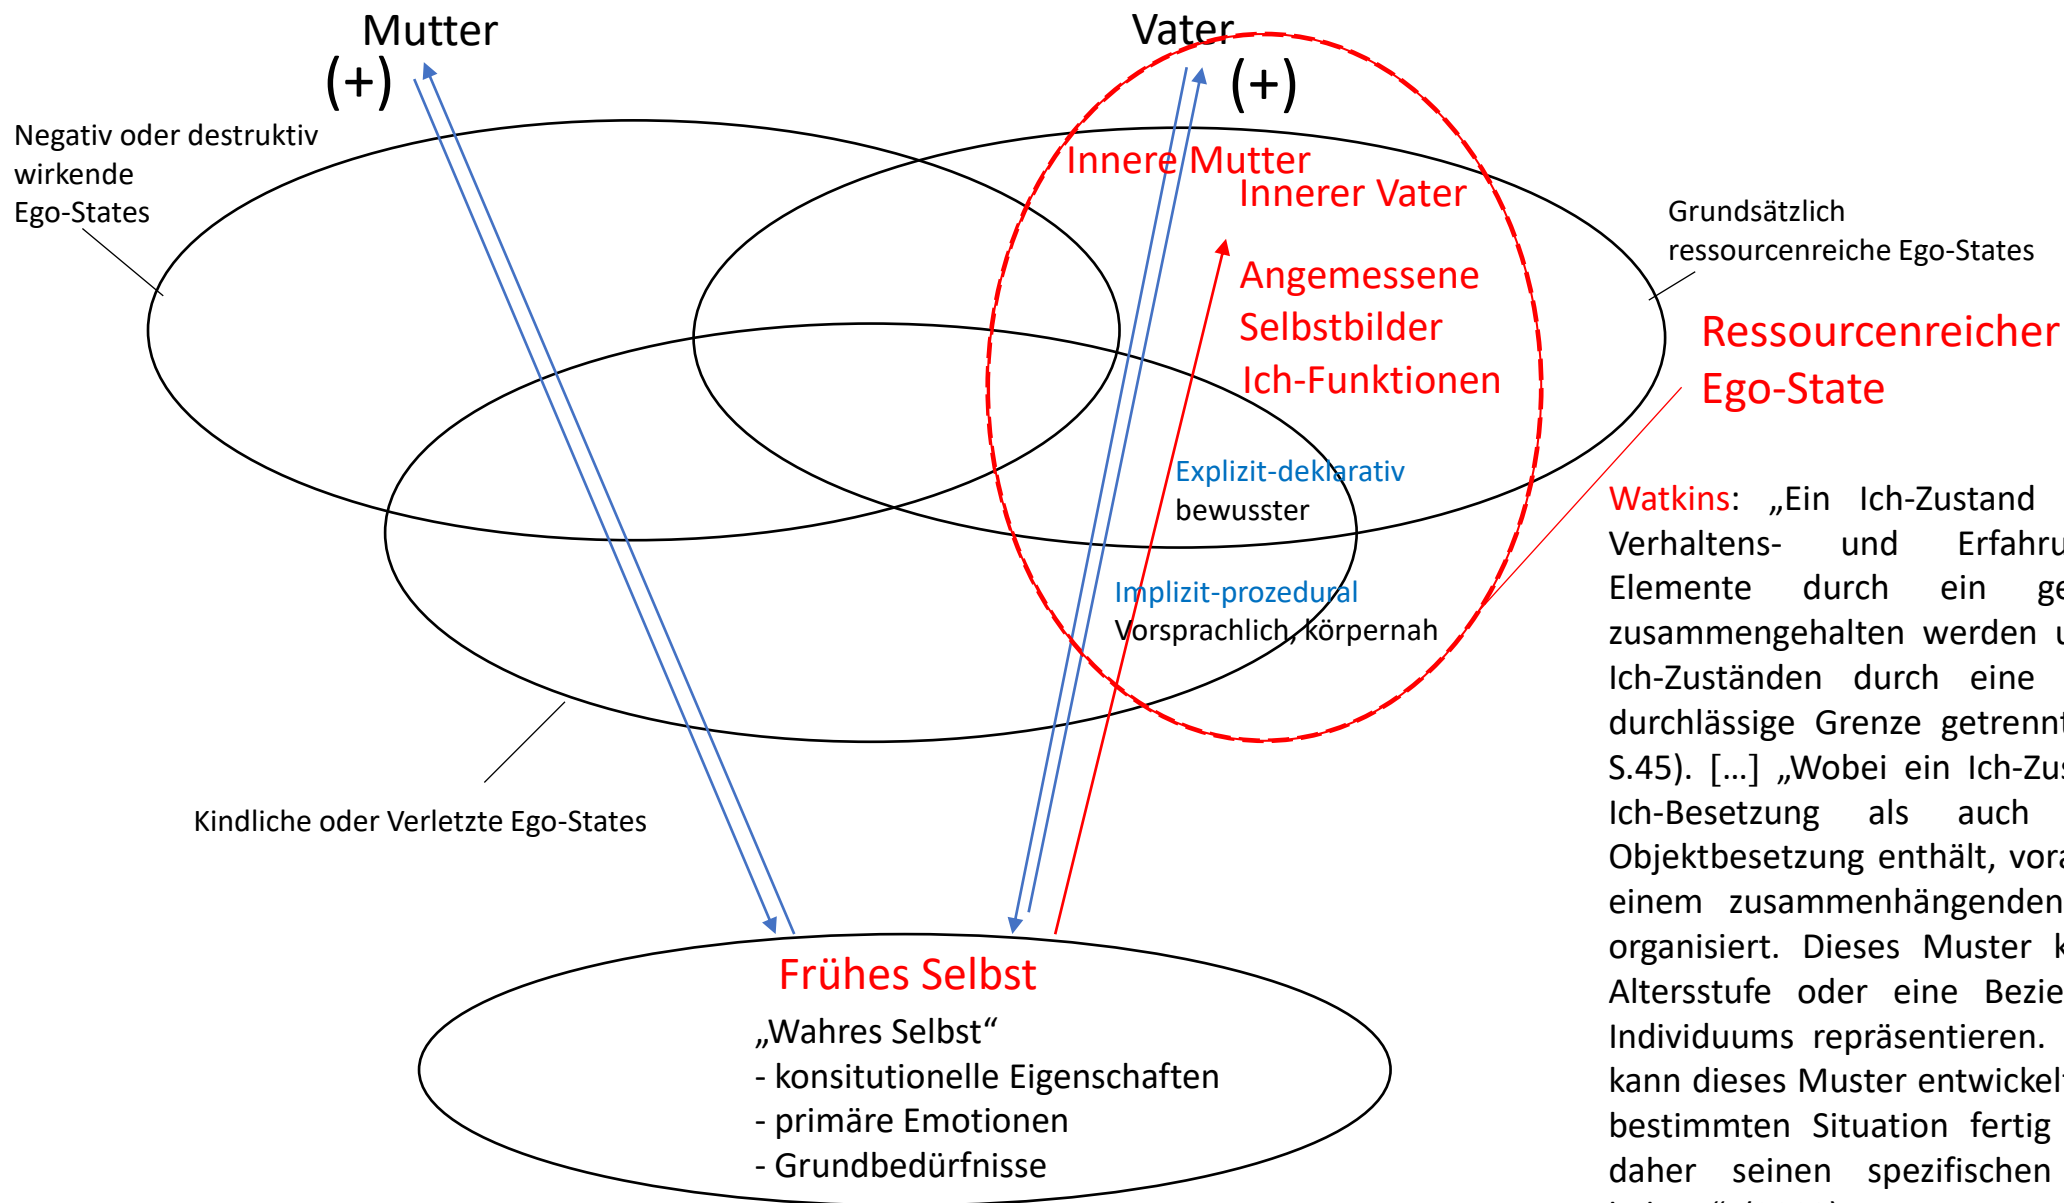 Mutter
(+)
Vater
(+)
Negativ oder destruktiv
wirkende
Ego-States
Innere Mutter
Innerer Vater
Grundsätzlich
ressourcenreiche Ego-States
Angemessene
Selbstbilder
Ich-Funktionen
Ressourcenreicher
Ego-State
Explizit-deklarativ
bewusster
Implizit-prozedural
Vorsprachlich, körpernah
Kindliche oder Verletzte Ego-States
Frühes Selbst
„Wahres Selbst“
- konsitutionelle Eigenschaften
- primäre Emotionen
- Grundbedürfnisse
Watkins: „Ein Ich-Zustand
Verhaltens- und
Elemente durch ein
zusammengehalten werden
Ich-Zuständen durch eine
durchlässige Grenze getrennt
S.45). […] „Wobei ein
Ich-Besetzung als auch
Objektbesetzung enthält,
einem zusammenhängenden
organisiert. Dieses Muster
Altersstufe oder eine
Individuums repräsentieren.
kann dieses Muster
bestimmten Situation fertig
daher seinen spezifischen